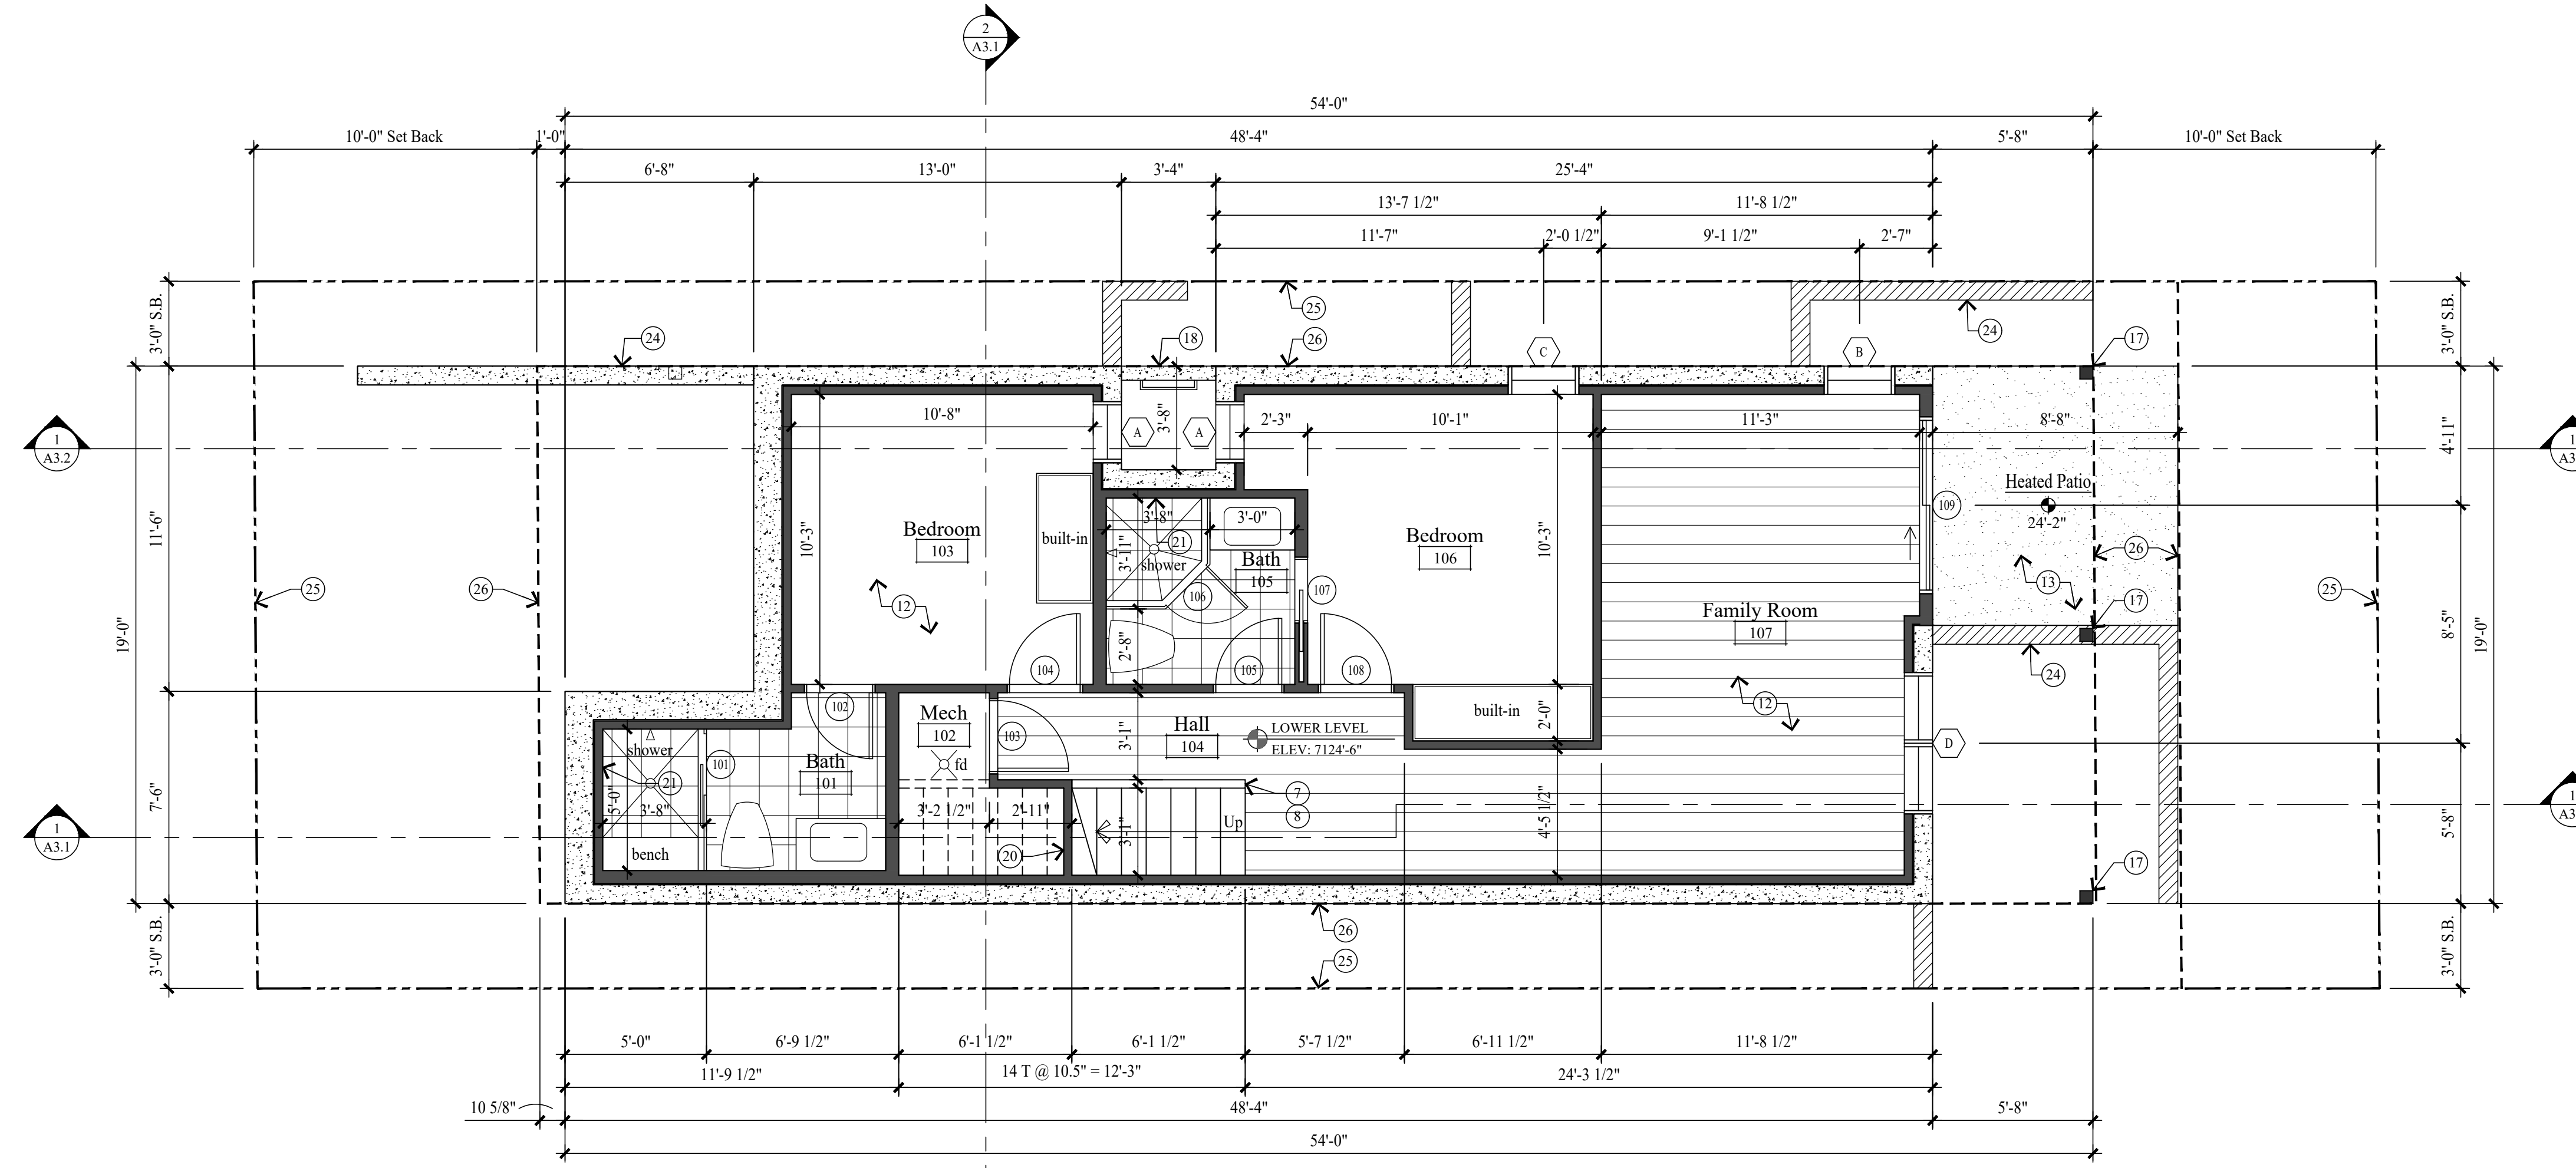 2
A3.1
54'-0"
10'-0" Set Back
1'-0"
48'-4"
5'-8"
10'-0" Set Back
6'-8"
13'-0"
3'-4"
25'-4"
13'-7 1/2"
11'-8 1/2"
11'-7"
2'-0 1/2"
9'-1 1/2"
2'-7"
3'-0" S.B.
3'-0" S.B.
25
24
18
26
C
B
24
17
1
A3.2
10'-8"
3'-8"
A
A
2'-3"
10'-1"
11'-3"
8'-8"
4'-11"
1
A3
11'-6"
10'-3"
Bedroom
103
built-in
3'-8"
3'-0"
21
3'-11"
shower
Bath
105
Bedroom
106
10'-3"
109
Heated Patio
24'-2"
26
13
25
26
12
106
107
17
25
19'-0"
2'-8"
Family Room
107
8'-5"
19'-0"
104
105
108
24
102
Mech
102
103
3'-1"
Hall
104
LOWER LEVEL
ELEV: 7124'-6"
built-in
2'-0"
12
D
shower
101
Bath
101
fd
21
5'-0"
3'-8"
3'-2 1/2"
2'-11"
7
8
7'-6"
1
A3.1
bench
20
3'-1"
Up
4'-5 1/2"
17
5'-8"
1
A3
26
25
3'-0" S.B.
3'-0" S.B.
5'-0"
6'-9 1/2"
6'-1 1/2"
6'-1 1/2"
5'-7 1/2"
6'-11 1/2"
11'-8 1/2"
11'-9 1/2"
14 T @ 10.5" = 12'-3"
24'-3 1/2"
10 5/8"
48'-4"
5'-8"
54'-0"